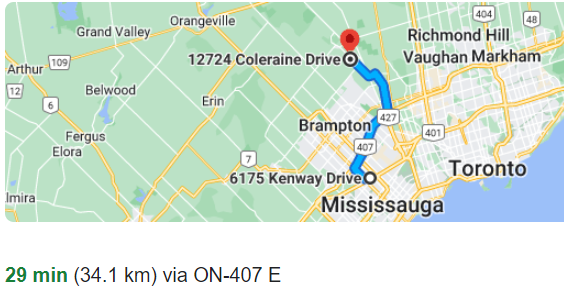 Orangeville
Grand Valley
404
48
Richmond Hill
12724 Coleraine Drive
Vaughan Markham
Arthur
109
12
Belwood
6
Erin
427
Brampton
401
Fergus
407
Elora
7
6175 Kenway Drive
Toronto
lmira
Mississauga
29 min (34.1 km) via ON-407 E